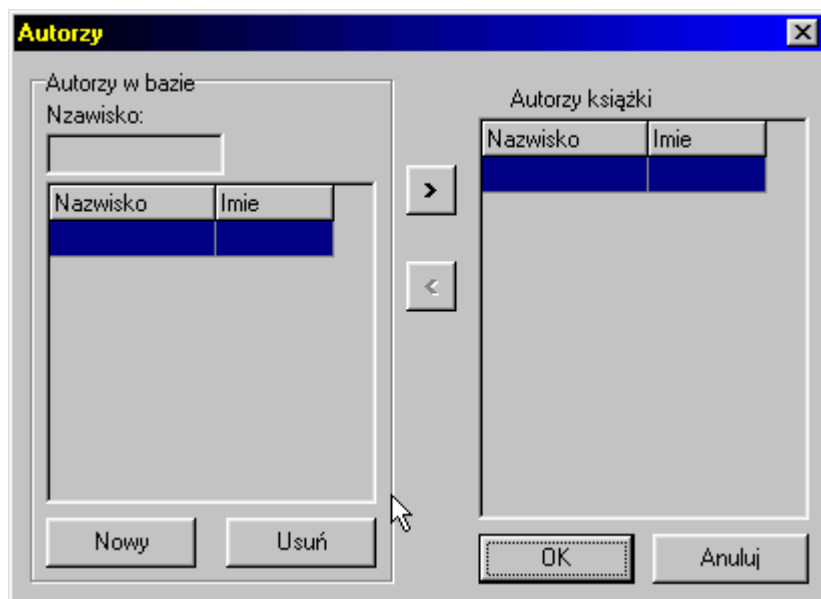 Autorzy
Autorzy w bazie
Nzawisko:
Nazwisko Imie
Nowy Usuń
>
<
Autorzy książki
Nazwisko Imie
OK Anuluj